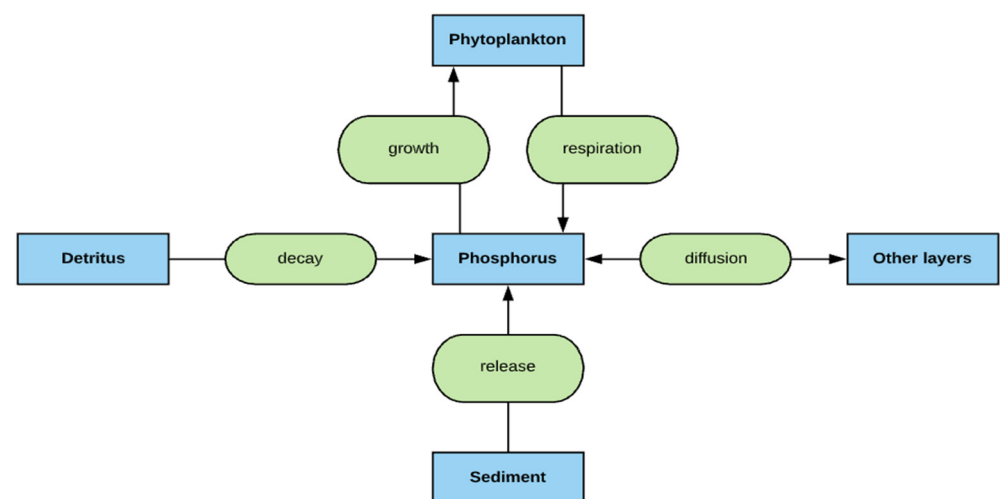 Phytoplankton
growth
respiration
Detritus
decay
Phosphorus
diffusion
Other layers
release
Sediment